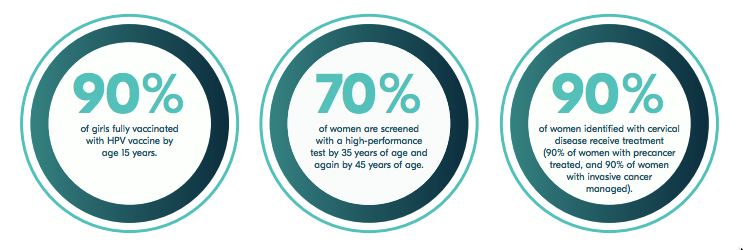 90%
of girls fully vaccinated
with HPV vaccine by
age 15 years.
70%
of women are screened
with a high-performance
test by 35 years of age and
again by 45 years of age.
90%
of women identified with cervical
disease receive treatment
(90% of women with precancer
treated, and 90% of women
with invasive cancer
managed).